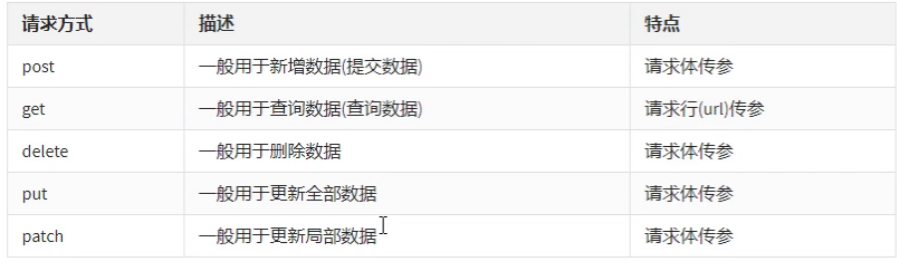 请求方式 描述 特点
post 一般用于新增数据(提交数据) 请求体传参
get 一般用于查询数据(查询数据) 请求行(url)传参
delete 一般用于删除数据 请求体传参
put 一般用于更新全部数据 请求体传参
patch 一般用于更新局部数据 请求体传参